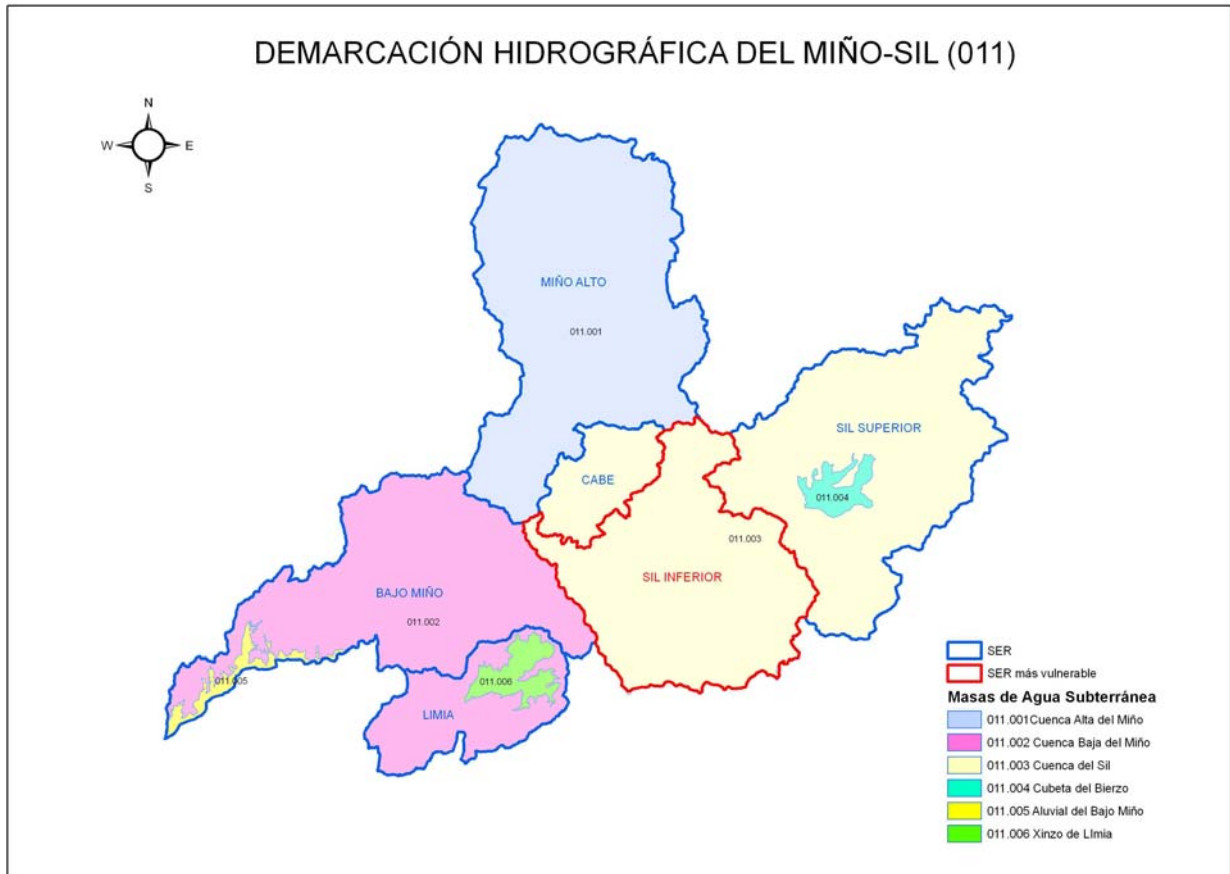 DEMARCACIÓN HIDROGRÁFICA DEL MIÑO-SIL (011)
N
W
E
S
MIÑO ALTO
011.001
SIL SUPERIOR
CABE
011.004
011.003
SIL INFERIOR
BAJO MIÑO
011.002
011.005
011.006
LIMIA
SER
SER más vulnerable
Masas de Agua Subterránea
011.001 Cuenca Alta del Miño
011.002 Cuenca Baja del Miño
011.003 Cuenca del Sil
011.004 Cubeta del Bierzo
011.005 Aluvial del Bajo Miño
011.006 Xinzo de LImia